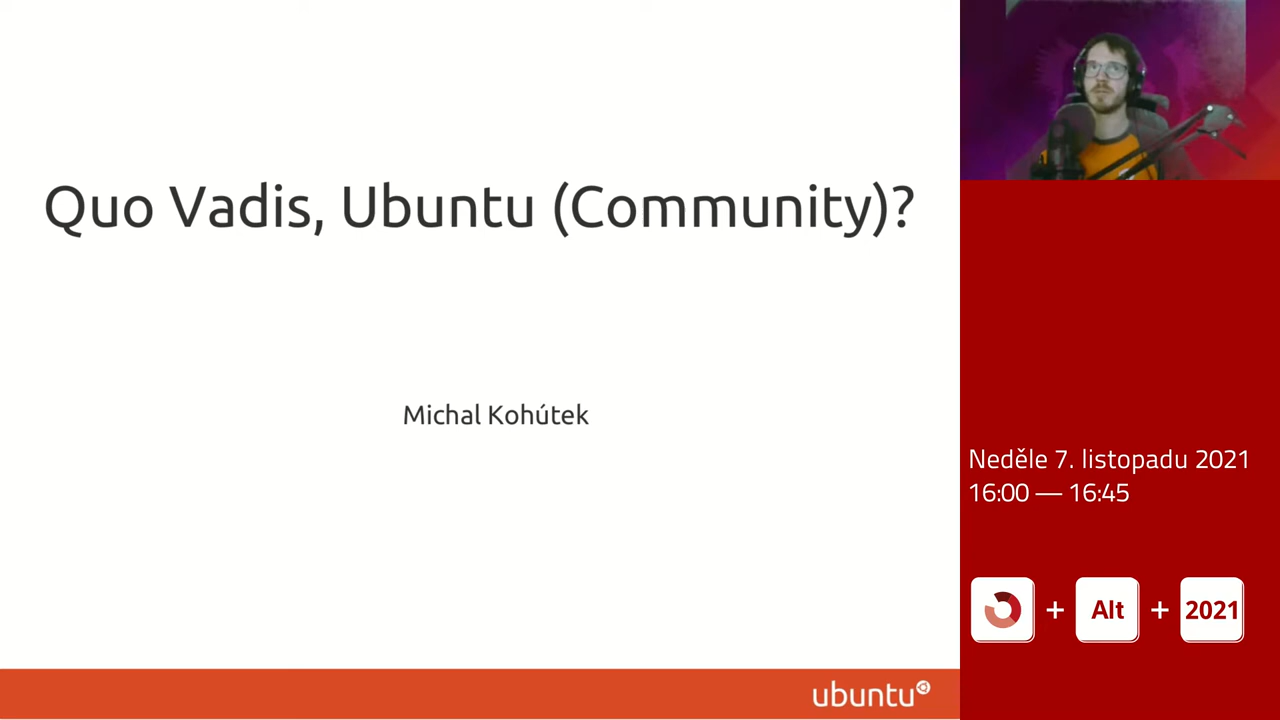 Quo Vadis, Ubuntu (Community)?
Michal Kohútek
ubuntu
Neděle 7. listopadu 2021
16:00 — 16:45
+ Alt + 2021